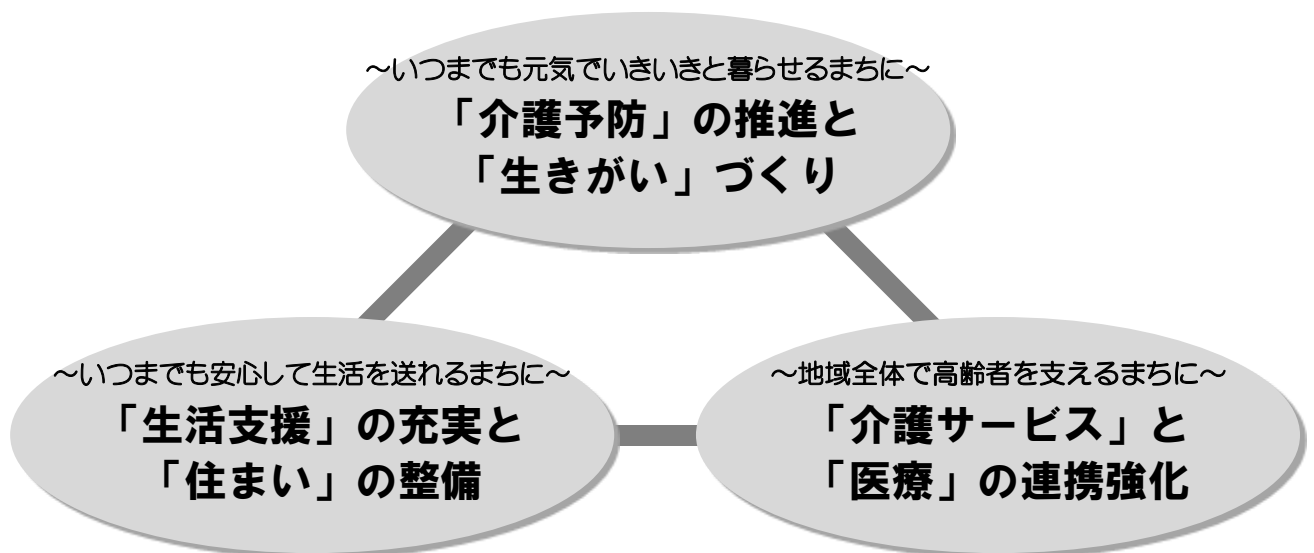 ～いつまでも元気でいきいきと暮らせるまちに～
「介護予防」の推進と
「生きがい」づくり
～いつまでも安心して生活を送れるまちに～
「生活支援」の充実と
「住まい」の整備
～地域全体で高齢者を支えるまちに～
「介護サービス」と
「医療」の連携強化